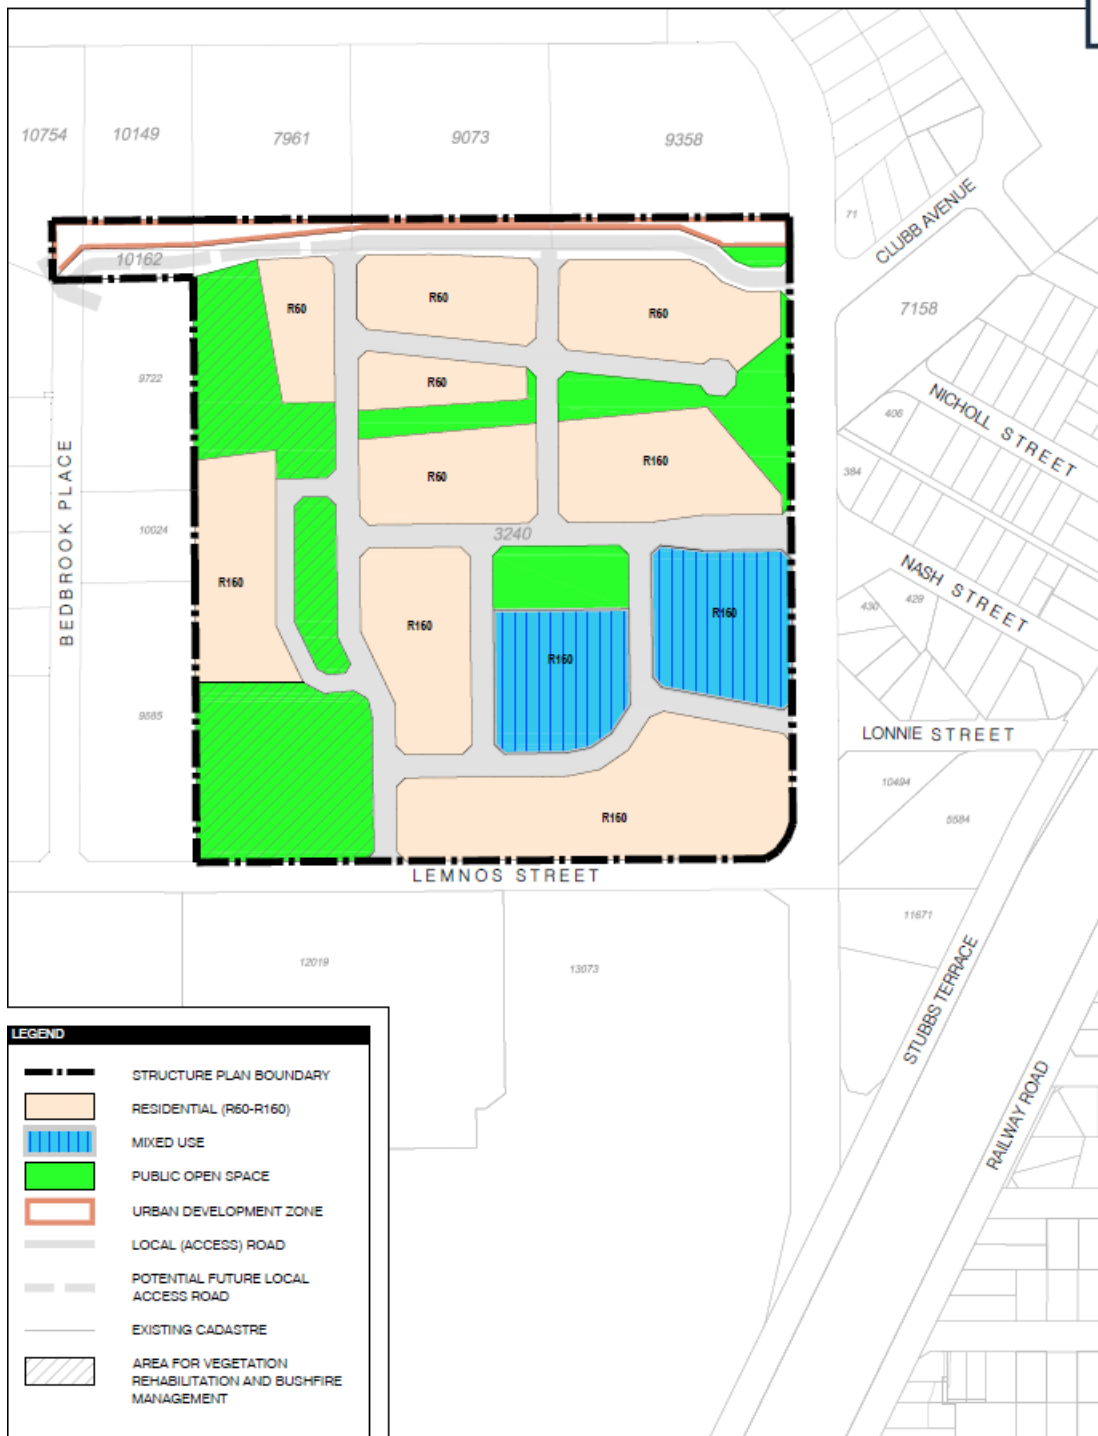 10754
10149
7961
9073
9358
71
CLUBB AVENUE
10162
R60
R60
R60
7158
9722
R60
NICHOLL STREET
406
BEDBROOK PLACE
R60
R160
384
10024
3240
NASH STREET
R160
R160
R160
R160
430
429
9585
LONNIE STREET
10494
5684
R160
LEMNOS STREET
11671
12019
13073
STUBBS TERRACE
RAILWAY ROAD
LEGEND
STRUCTURE PLAN BOUNDARY
RESIDENTIAL (R60-R160)
MIXED USE
PUBLIC OPEN SPACE
URBAN DEVELOPMENT ZONE
LOCAL (ACCESS) ROAD
POTENTIAL FUTURE LOCAL
ACCESS ROAD
EXISTING CADASTRE
AREA FOR VEGETATION
REHABILITATION AND BUSHFIRE
MANAGEMENT